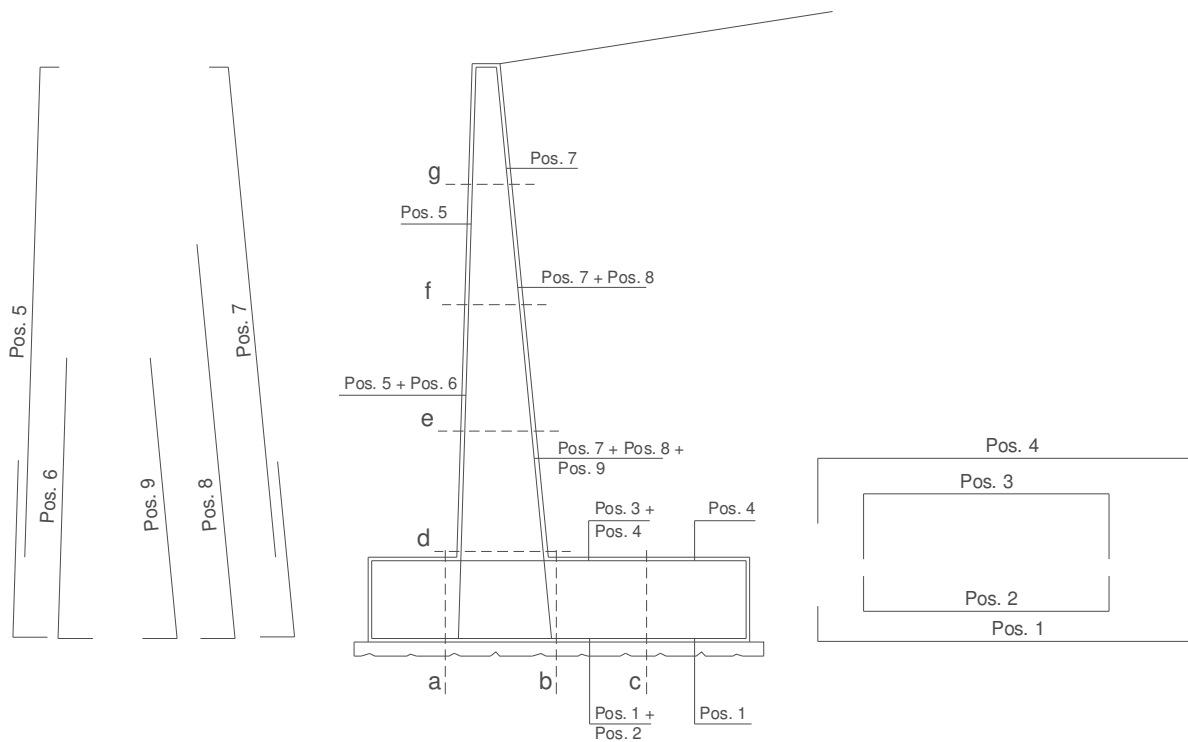 Pos. 5
Pos. 6
Pos. 9
Pos. 8
Pos. 7
g
Pos. 7
Pos. 5
Pos. 7 + Pos. 8
f
Pos. 5 + Pos. 6
e
Pos. 7 + Pos. 8 +
Pos. 9
d
Pos. 3 +
Pos. 4
Pos. 4
a
b
c
Pos. 1 +
Pos. 2
Pos. 1
Pos. 4
Pos. 3
Pos. 2
Pos. 1